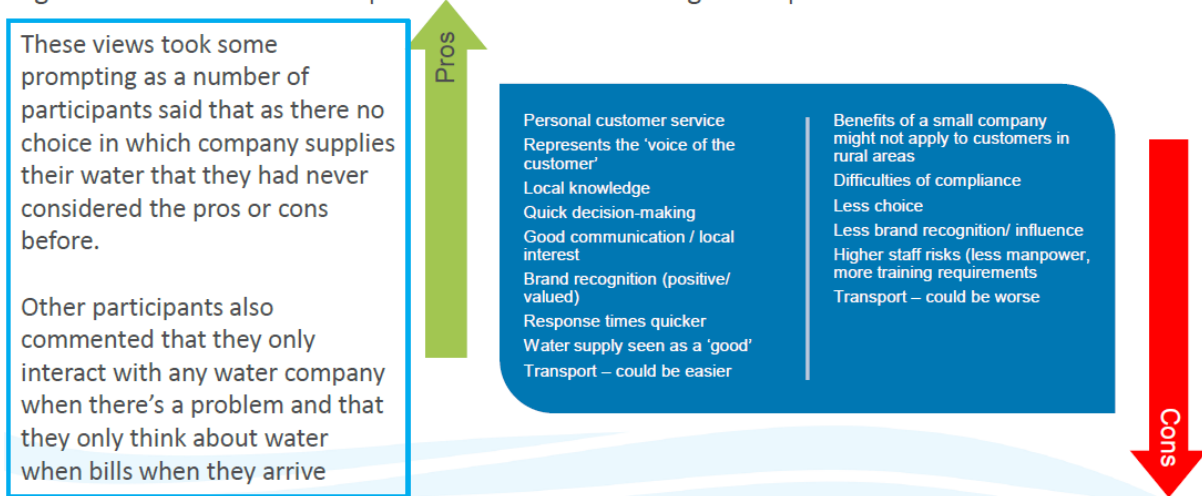 These views took some
prompting as a number of
participants said that as there no
choice in which company supplies
their water that they had never
considered the pros or cons
before.
Other participants also
commented that they only
interact with any water company
when there's a problem and that
they only think about water
when bills when they arrive
Pros
Personal customer service
Represents the 'voice of the
customer'
Local knowledge
Quick decision-making
Good communication / local
interest
Brand recognition (positive/
valued)
Response times quicker
Water supply seen as a 'good'
Transport – could be easier
Benefits of a small company
might not apply to customers in
rural areas
Difficulties of compliance
Less choice
Less brand recognition/ influence
Higher staff risks (less manpower,
more training requirements
Transport – could be worse
Cons